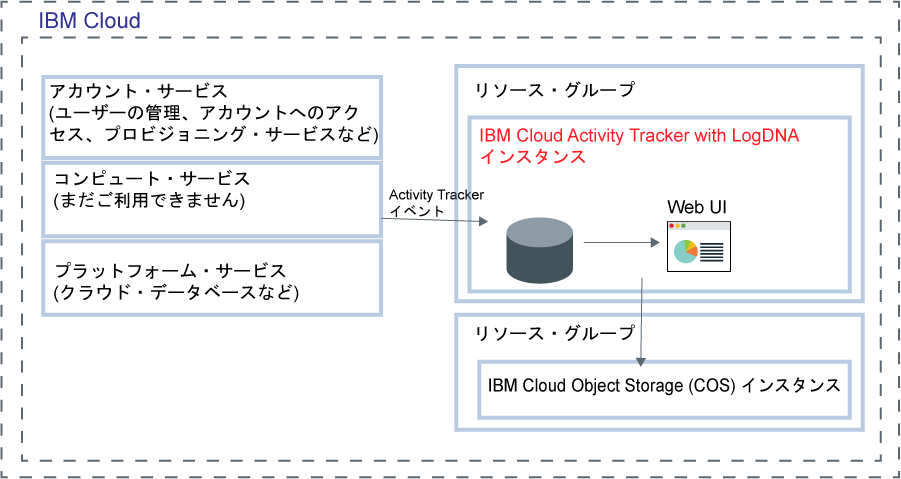 IBM Cloud
アカウント・サービス
(ユーザーの管理、アカウントへのアク
セス、プロビジョニング・サービスなど)
コンピュート・サービス
(まだご利用できません)
プラットフォーム・サービス
(クラウド・データベースなど)
Activity Tracker
イベント
リソース・グループ
IBM Cloud Activity Tracker with LogDNA
インスタンス
Web UI
リソース・グループ
IBM Cloud Object Storage (COS) インスタンス